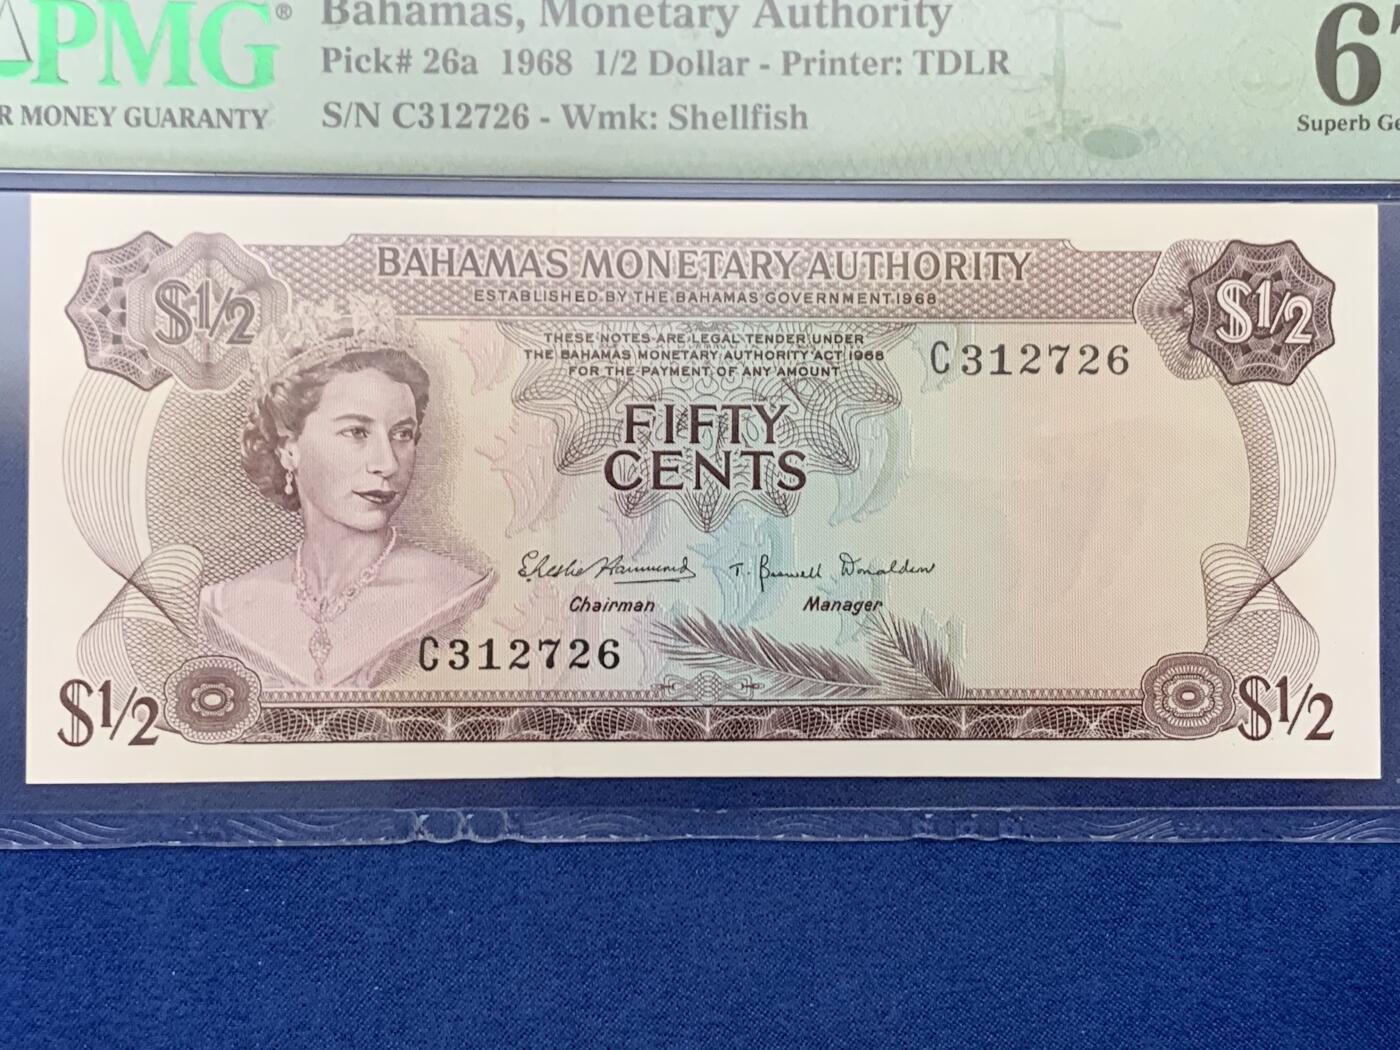 PMG®
Bahamas, Monetary Authority
Pick# 26a 1968 1/2 Dollar - Printer: TDLR
R MONEY GUARANTY
S/N C312726 - Wmk: Shellfish
Superb Ge
$1/2
BAHAMAS MONETARY AUTHORITY
$1/2
ESTABLISHED BY THE BAHAMAS GOVERNMENT 1968
THESE NOTES ARE LEGAL TENDER UNDER
THE BAHAMAS MONETARY AUTHORITY ACT 1968
FOR THE PAYMENT OF ANY AMOUNT
C312726
FIFTY
CENTS
T. Baswell Donaldson
Chairman
Manager
C312726
$1/2
$1/2